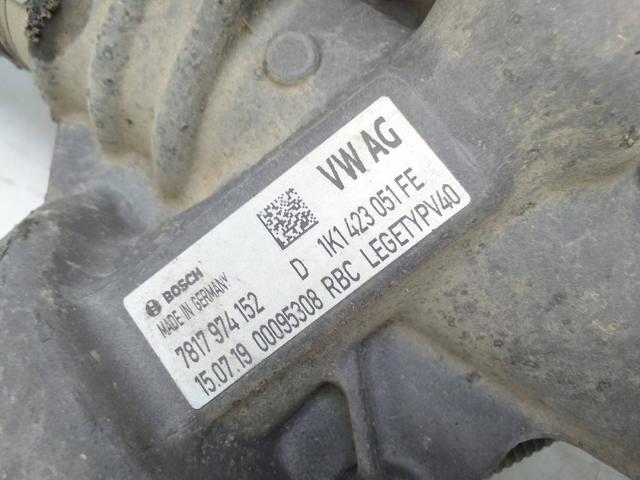 VW AG
BOSCH
MADE IN GERMANY
D 1K1 423 051 FE
7817 974 152
RBC LEGETYPV40
15.07.19 00095308